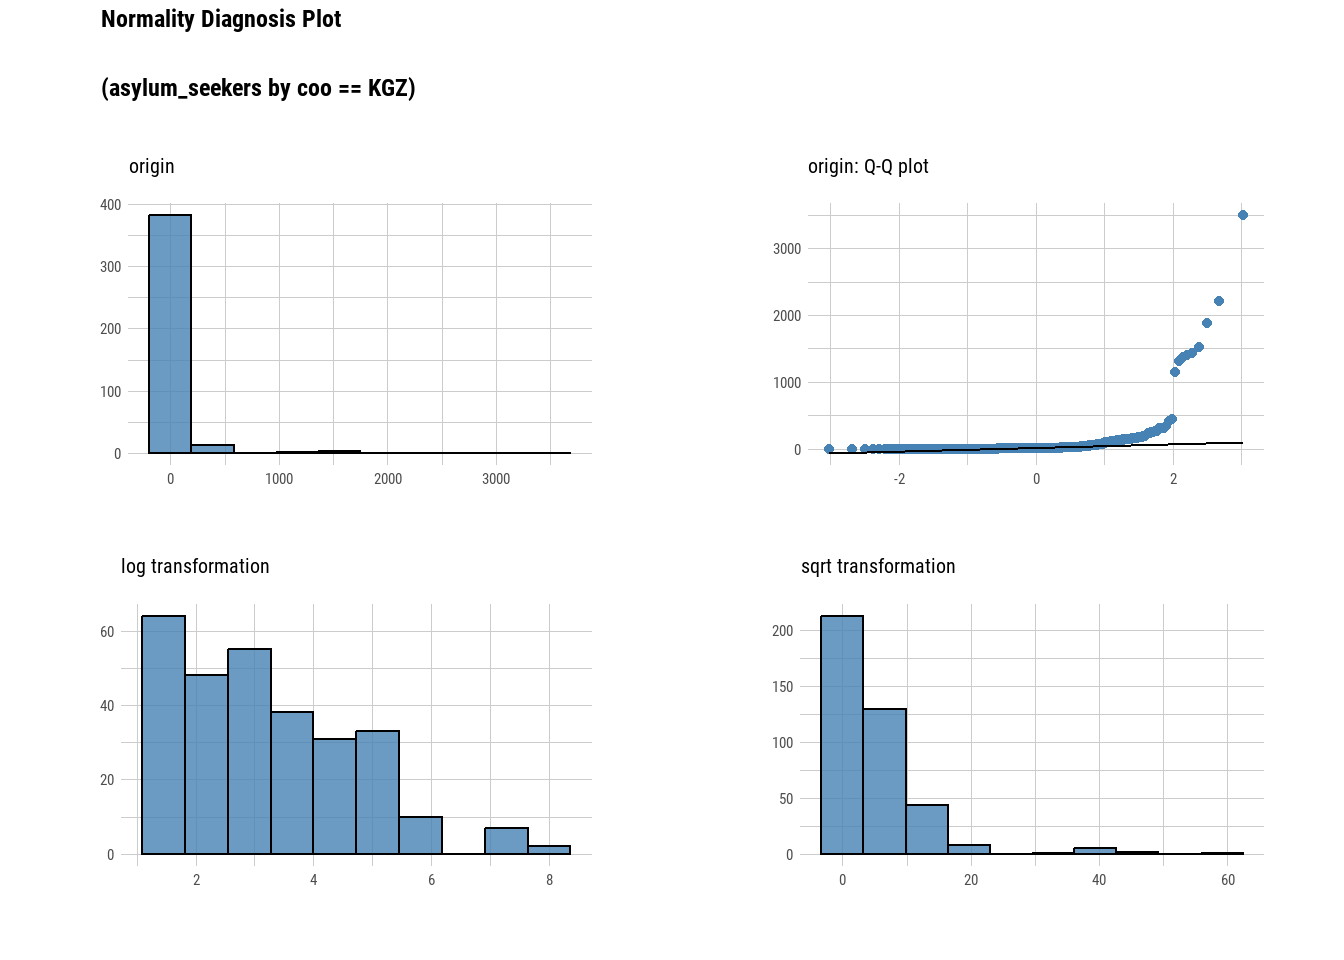 Normality Diagnosis Plot
(asylum_seekers by coo == KGZ)
origin
400
300
200
100
0
0 1000 2000 3000
origin: Q-Q plot
3000
2000
1000
0
-2 0 2
log transformation
60
40
20
0
2 4 6 8
sqrt transformation
200
150
100
50
0
0 20 40 60